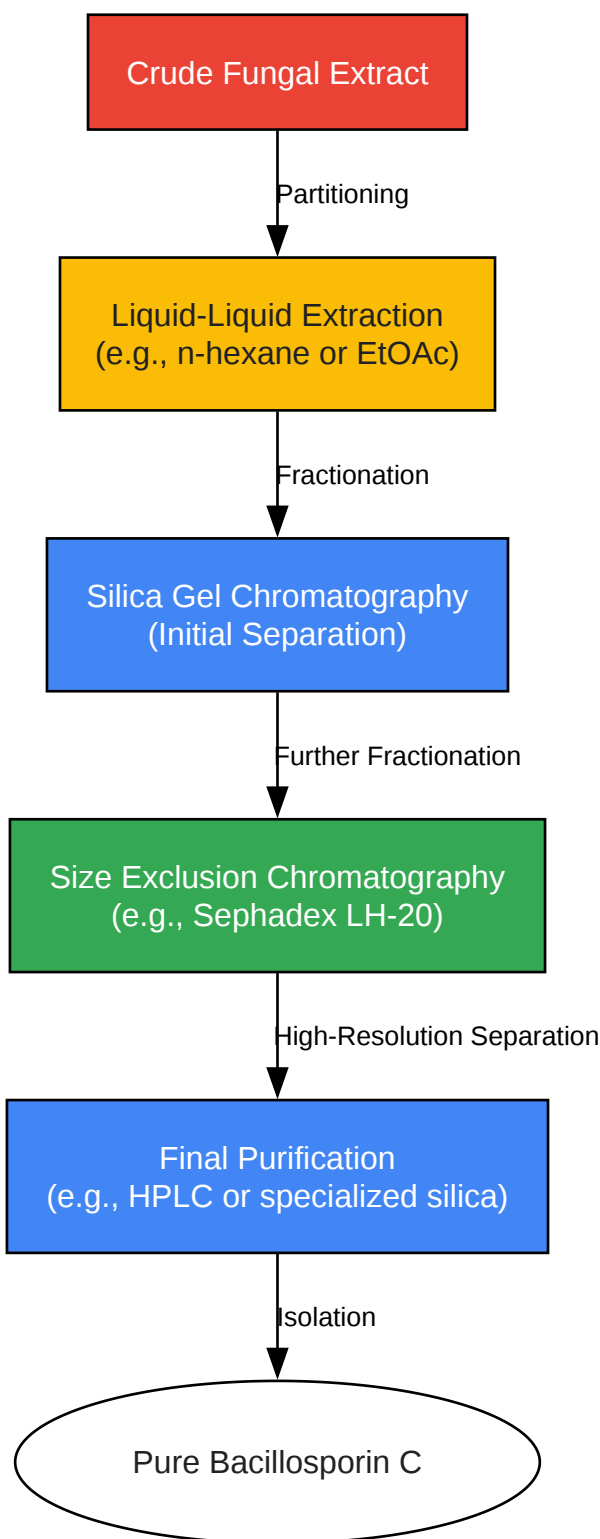 Crude Fungal Extract
Partitioning
Liquid-Liquid Extraction
(e.g., n-hexane or EtOAc)
Fractionation
Silica Gel Chromatography
(Initial Separation)
Further Fractionation
Size Exclusion Chromatography
(e.g., Sephadex LH-20)
High-Resolution Separation
Final Purification
(e.g., HPLC or specialized silica)
Isolation
Pure Bacillosporin C